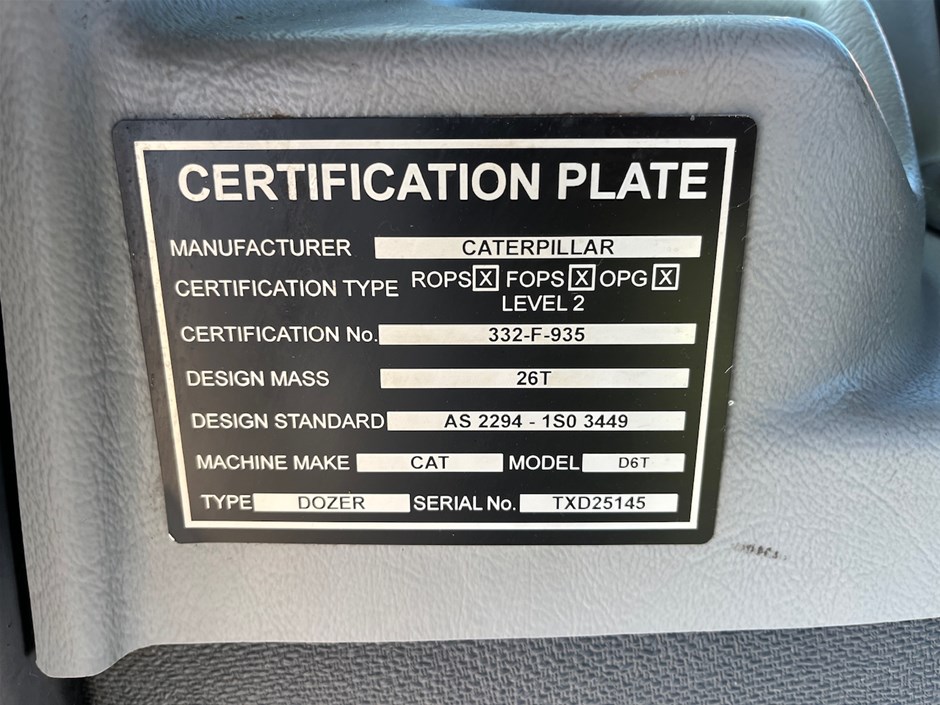 CERTIFICATION PLATE
MANUFACTURER CATERPILLAR
CERTIFICATION TYPE ROPS X FOPS X OPG X
LEVEL 2
CERTIFICATION No. 332-F-935
DESIGN MASS 26T
DESIGN STANDARD AS 2294 - 1S0 3449
MACHINE MAKE CAT MODEL D6T
TYPE DOZER SERIAL No. TXD25145